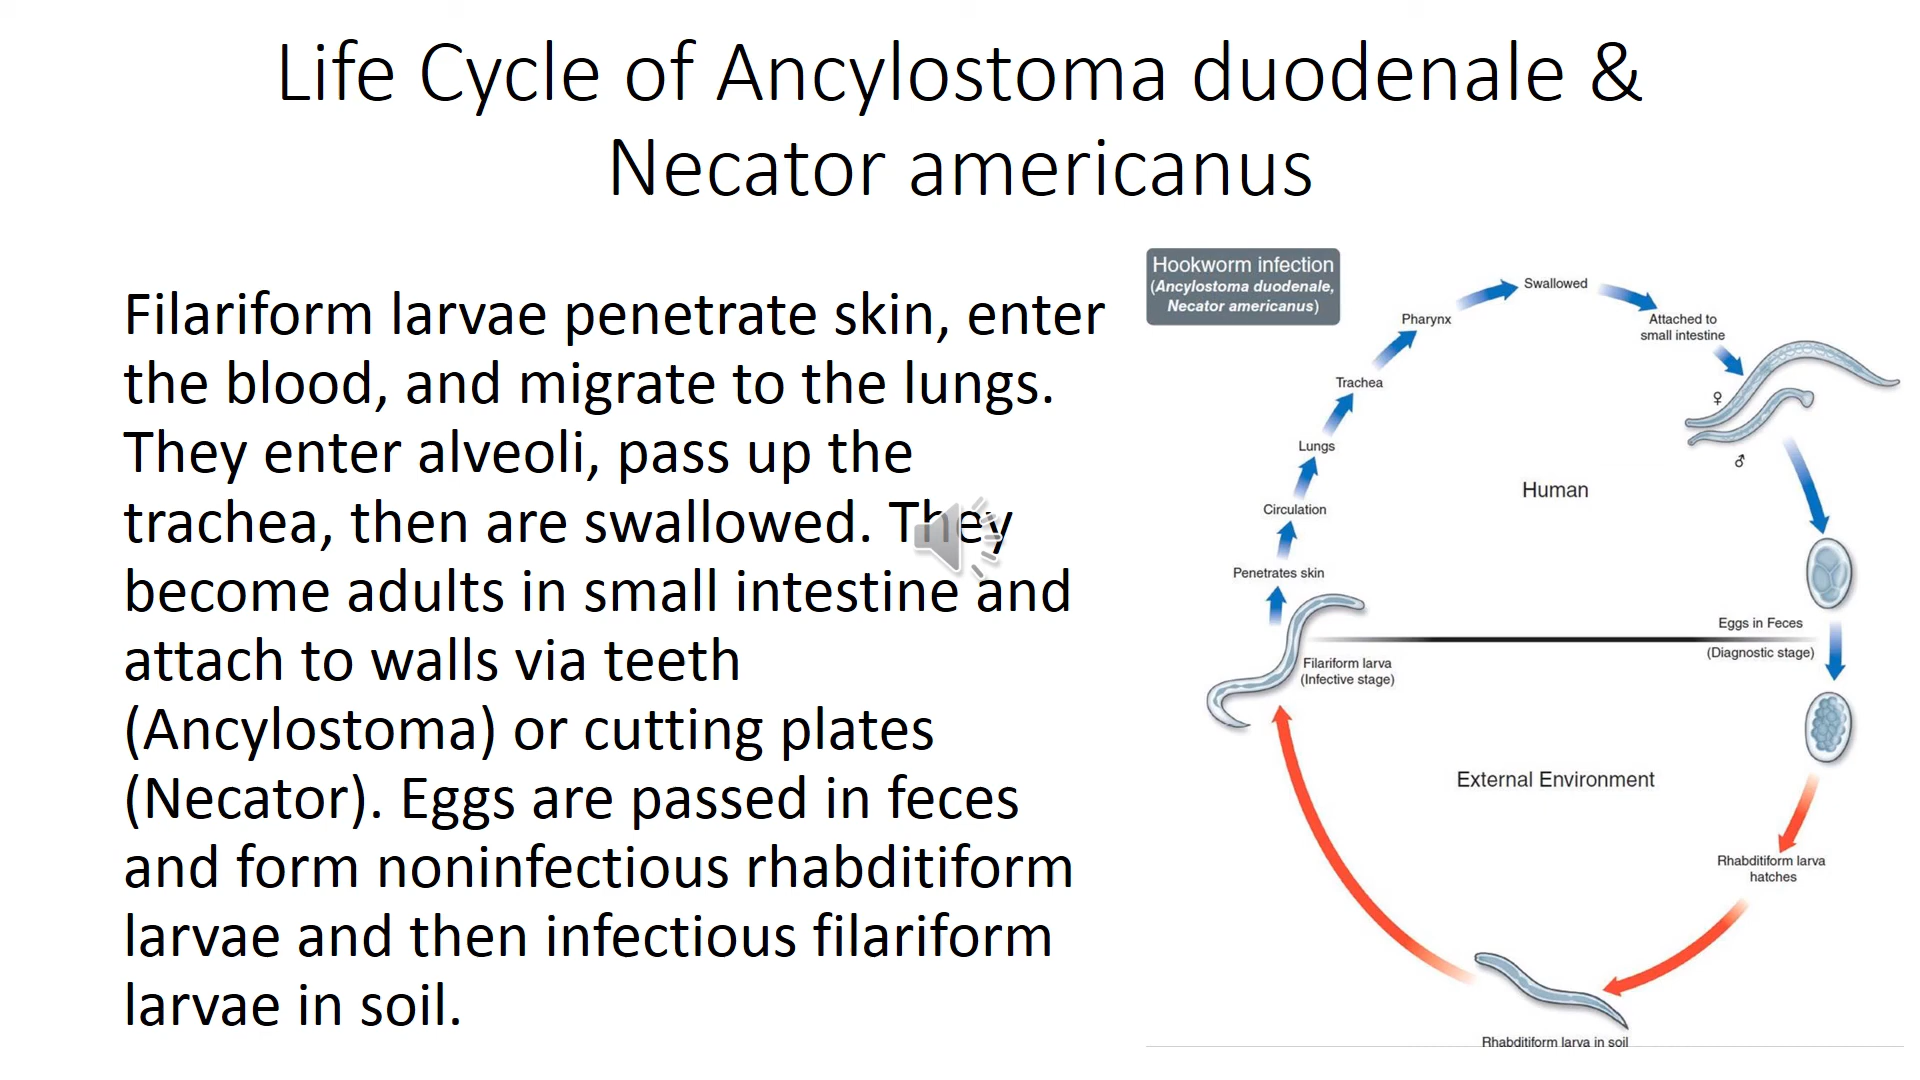 Life Cycle of Ancylostoma duodenale &
Necator americanus
Filariform larvae penetrate skin, enter
the blood, and migrate to the lungs.
They enter alveoli, pass up the
trachea, then are swallowed. They
become adults in small intestine and
attach to walls via teeth
(Ancylostoma) or cutting plates
(Necator). Eggs are passed in feces
and form noninfectious rhabditiform
larvae and then infectious filariform
larvae in soil.
Hookworm infection
(Ancylostoma duodenale,
Necator americanus)
Swallowed
Pharynx
Attached to
small intestine
Trachea
♀
Lungs
♂
Human
Circulation
Penetrates skin
Eggs in Feces
(Diagnostic stage)
Filariform larva
(Infective stage)
External Environment
Rhabditiform larva
hatches
Rhabditiform larva in soil